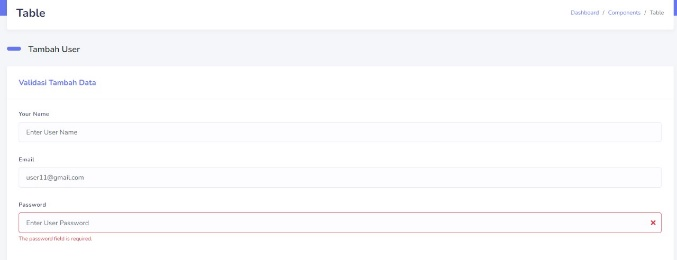 Table
Dashboard / Components / Table
Tambah User
Validasi Tambah Data
Your Name
Enter User Name
Email
user11@gmail.com
Password
Enter User Password
The password field is required.